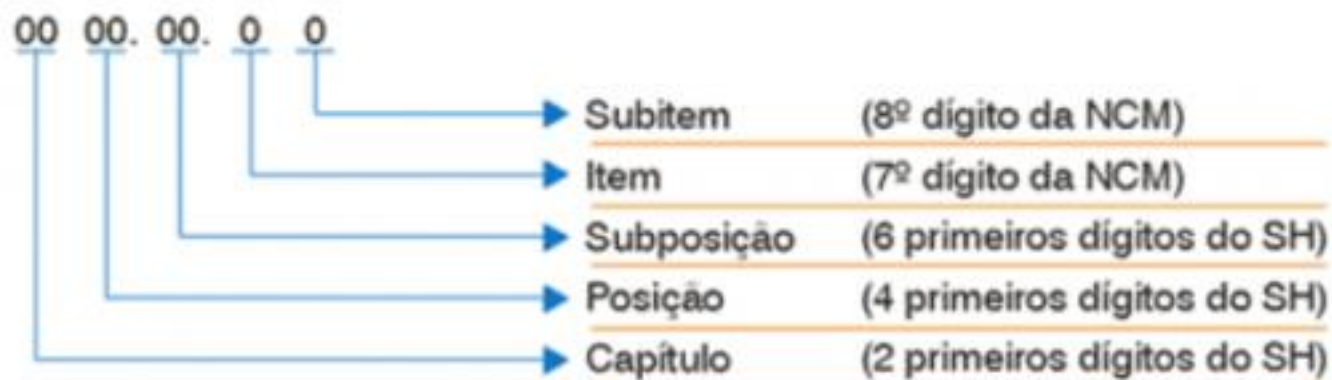 00 00. 00. 0 0
Subitem (8º dígito da NCM)
Item (7º dígito da NCM)
Subposição (6 primeiros dígitos do SH)
Posição (4 primeiros dígitos do SH)
Capítulo (2 primeiros dígitos do SH)